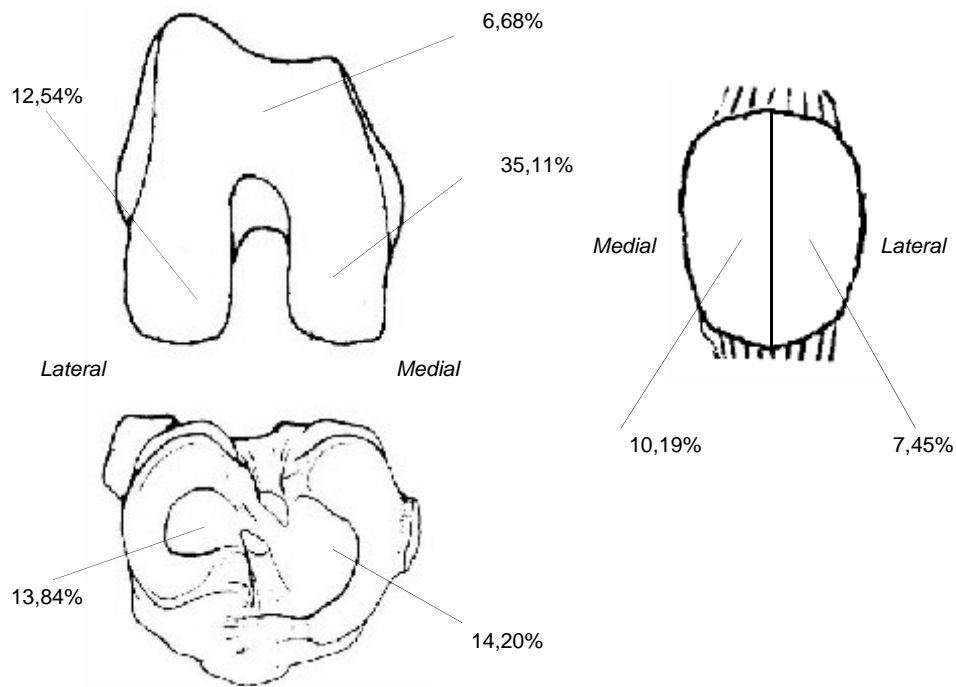 6,68%
12,54%
35,11%
Medial
Lateral
Lateral
Medial
10,19%
7,45%
13,84%
14,20%